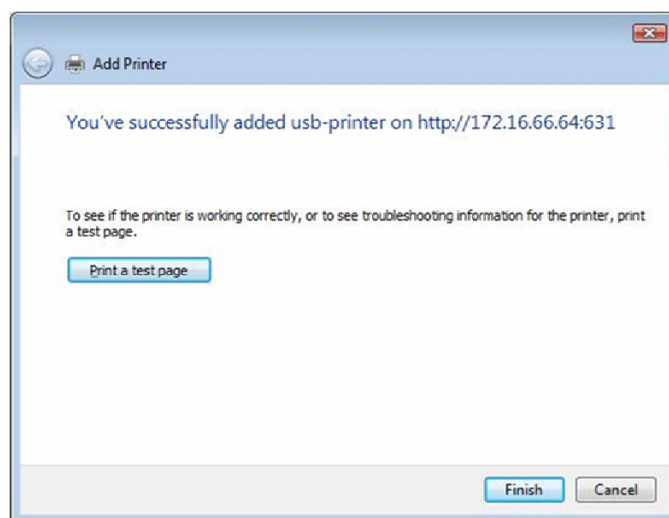 Add Printer
You've successfully added usb-printer on http://172.16.66.64:631
To see if the printer is working correctly, or to see troubleshooting information for the printer, print
a test page.
Print a test page
Finish
Cancel